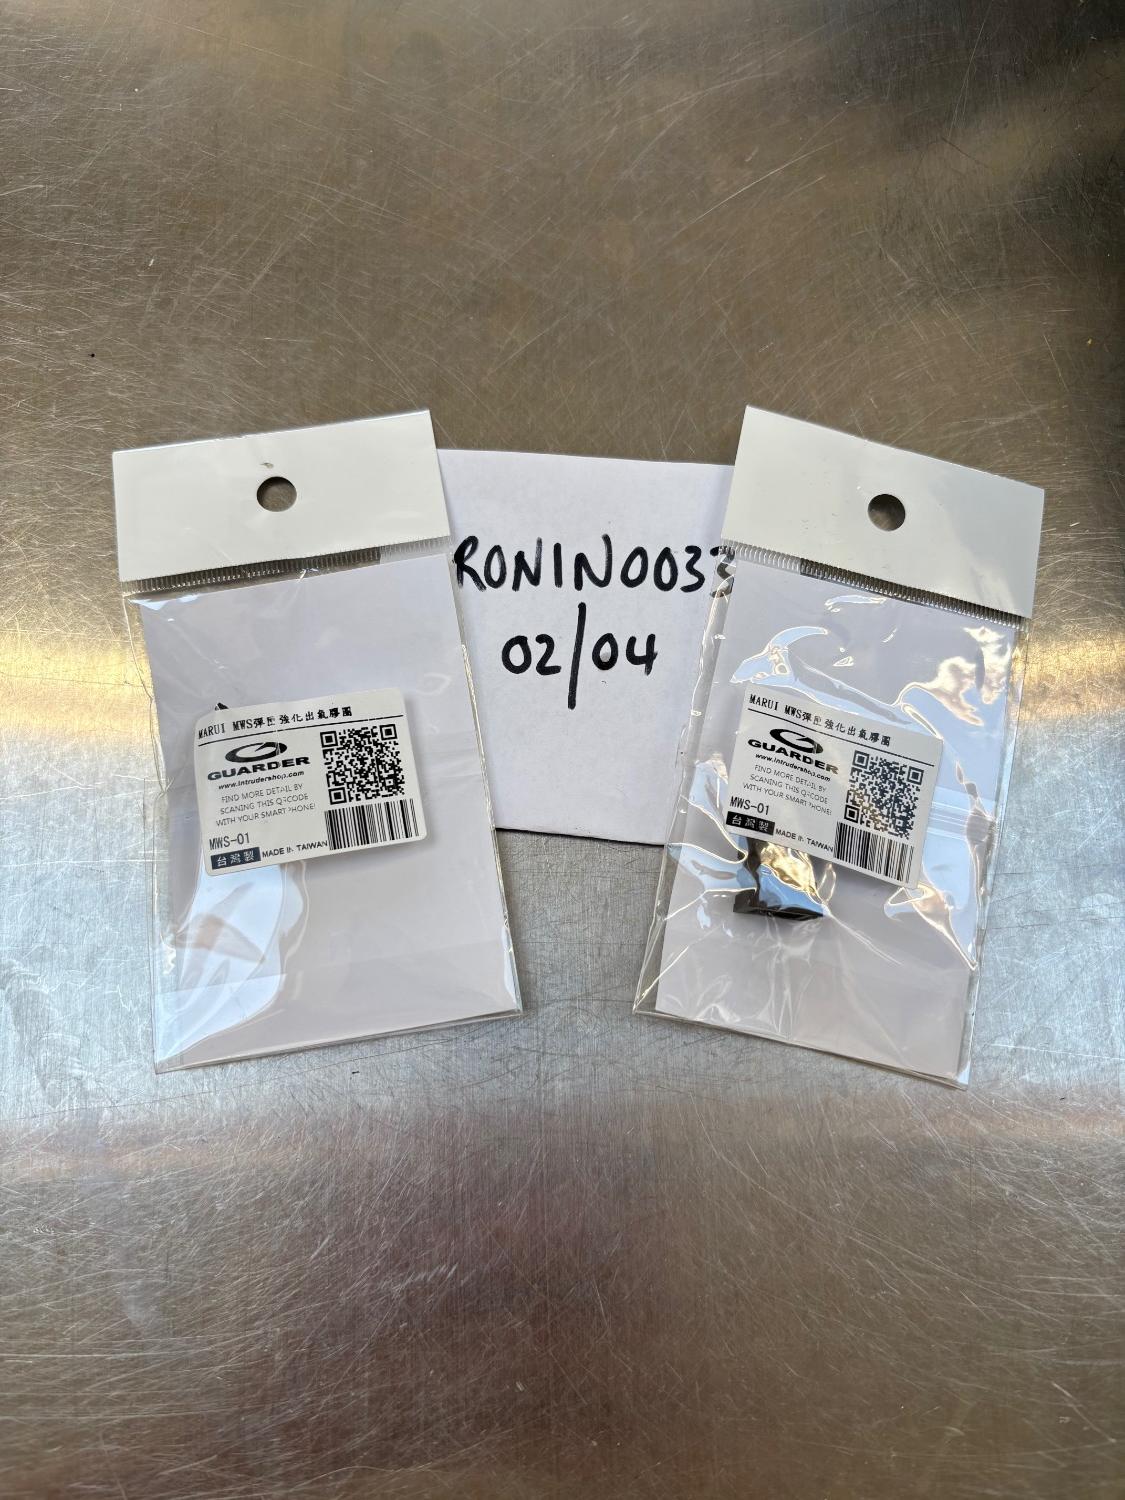 RONIN0033
02/04
MARUI MWS彈匣強化出氣膠圈
GUARDER
www.intrudershop.com
FIND MORE DETAIL BY
SCANING THIS QRCODE
WITH YOUR SMART PHONE!
MWS-01
台灣製 MADE IN TAIWAN
MARUI MWS彈匣強化出氣膠圈
GUARDER
www.intrudershop.com
FIND MORE DETAIL BY
SCANING THIS QRCODE
WITH YOUR SMART PHONE!
MWS-01
台灣製 MADE IN TAIWAN